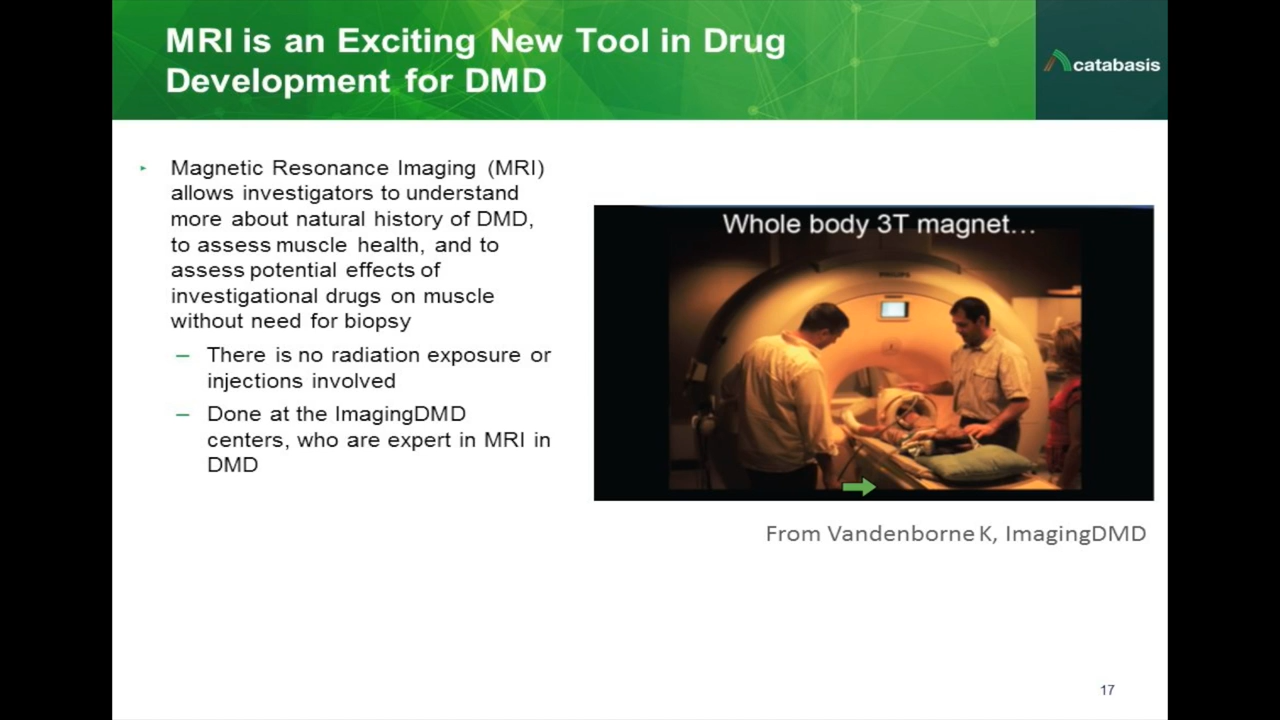 MRI is an Exciting New Tool in Drug
Development for DMD
catabasis
Magnetic Resonance Imaging (MRI)
allows investigators to understand
more about natural history of DMD,
to assess muscle health, and to
assess potential effects of
investigational drugs on muscle
without need for biopsy
– There is no radiation exposure or
injections involved
– Done at the ImagingDMD
centers, who are expert in MRI in
DMD
Whole body 3T magnet…
PHILIPS
From Vandenborne K, ImagingDMD
17